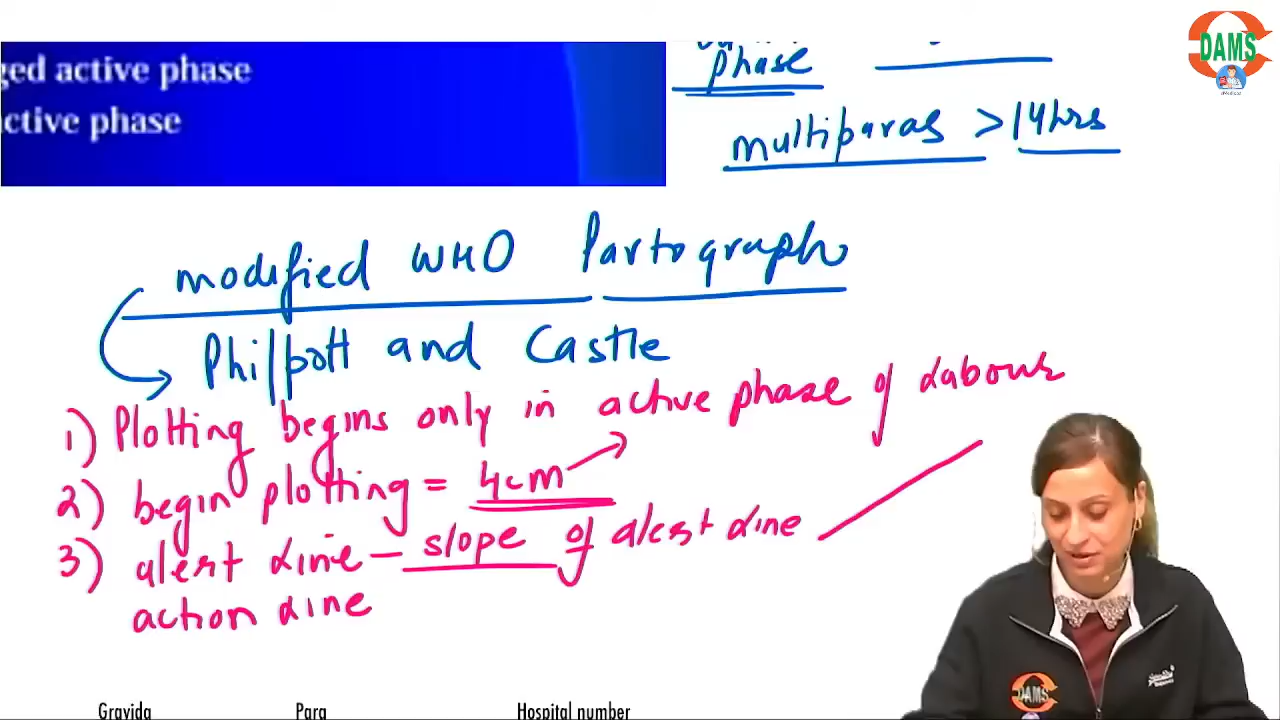 DAMS
ged active phase
ctive phase
phase
multiparas > 14hrs
modified WHO Partograph
Philpott and Castle
1) Plotting begins only in active phase of Labour
2) begin plotting = 4cm
3) alert Line – slope of alert Line
action Line
DAMS
Gravida Para Hospital number